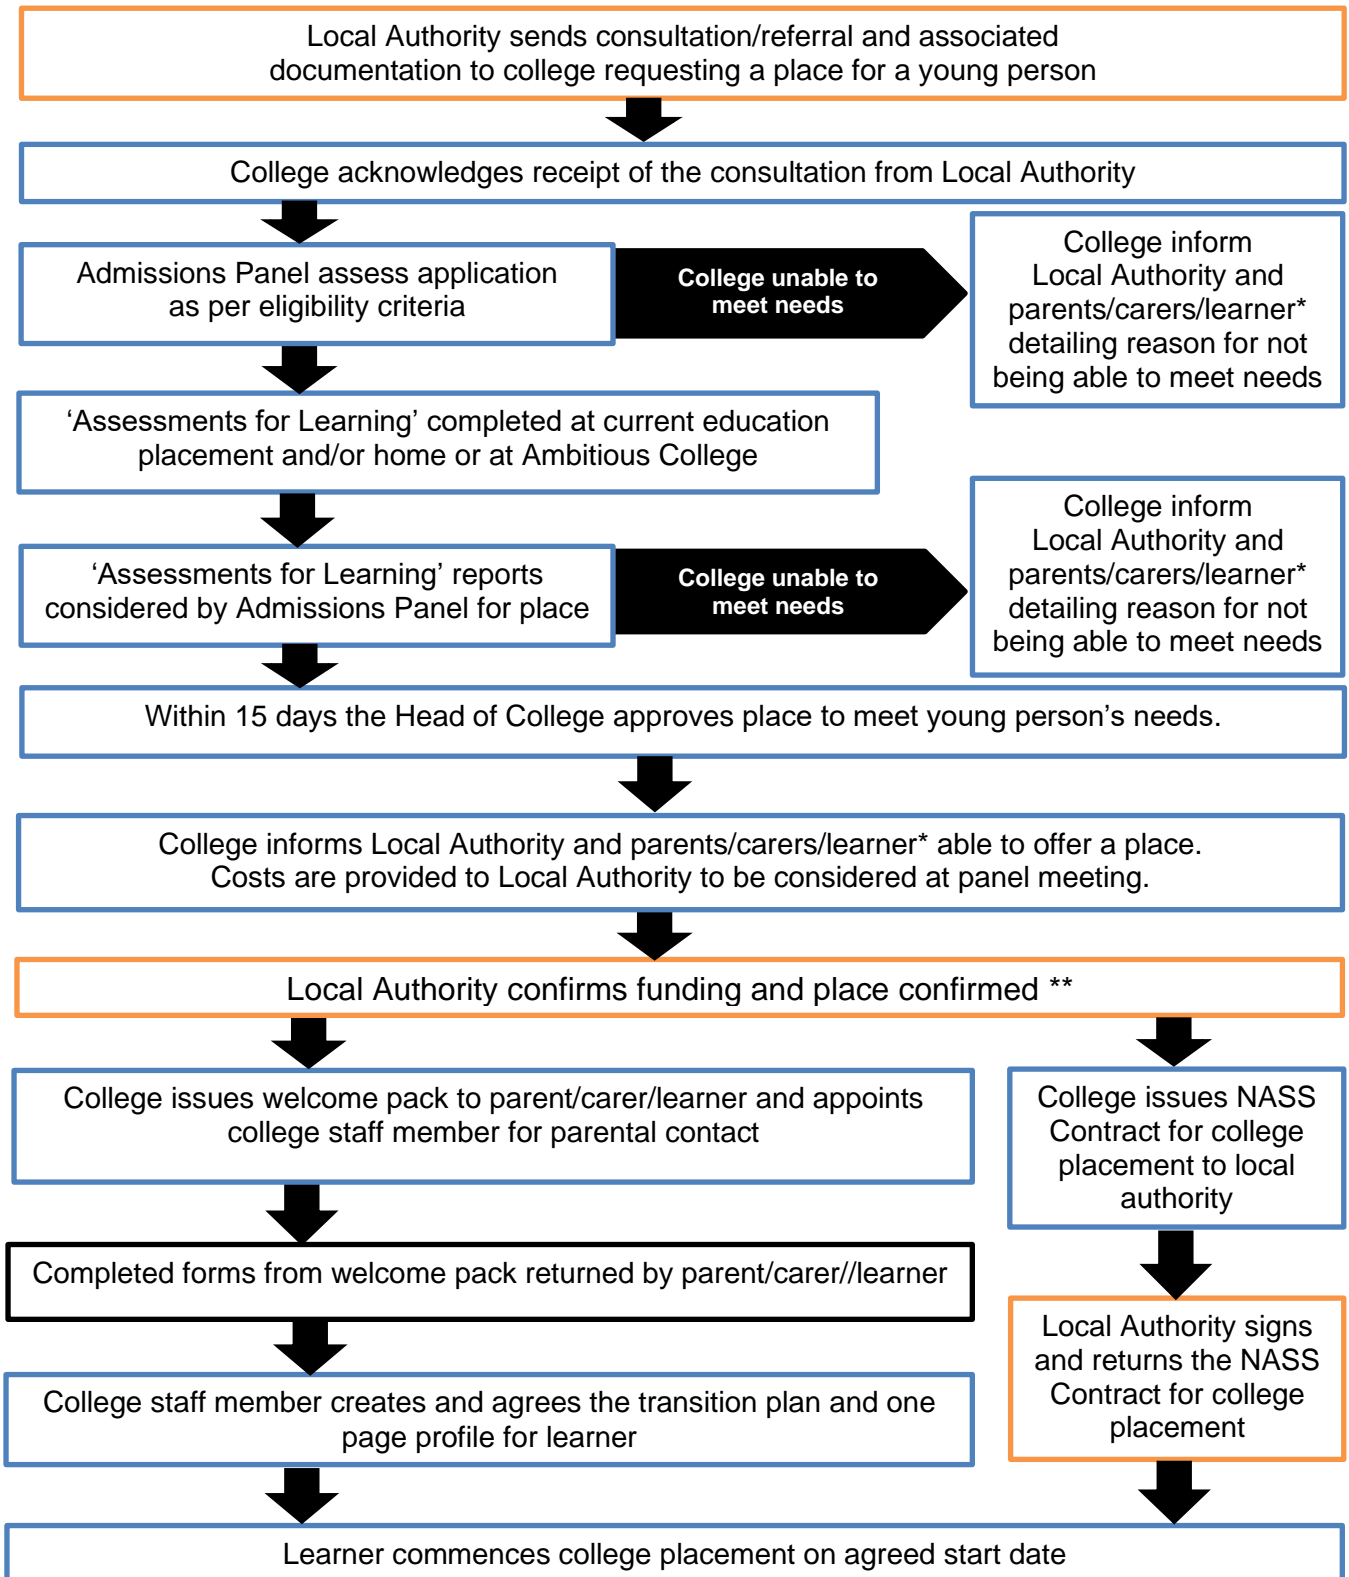 Local Authority sends consultation/referral and associated
documentation to college requesting a place for a young person
College acknowledges receipt of the consultation from Local Authority
Admissions Panel assess application
as per eligibility criteria
College unable to
meet needs
College inform
Local Authority and
parents/carers/learner*
detailing reason for not
being able to meet needs
‘Assessments for Learning’ completed at current education
placement and/or home or at Ambitious College
‘Assessments for Learning’ reports
considered by Admissions Panel for place
College unable to
meet needs
College inform
Local Authority and
parents/carers/learner*
detailing reason for not
being able to meet needs
Within 15 days the Head of College approves place to meet young person’s needs.
College informs Local Authority and parents/carers/learner* able to offer a place.
Costs are provided to Local Authority to be considered at panel meeting.
Local Authority confirms funding and place confirmed **
College issues welcome pack to parent/carer/learner and appoints
college staff member for parental contact
College issues NASS
Contract for college
placement to local
authority
Completed forms from welcome pack returned by parent/carer//learner
Local Authority signs
and returns the NASS
Contract for college
placement
College staff member creates and agrees the transition plan and one
page profile for learner
Learner commences college placement on agreed start date